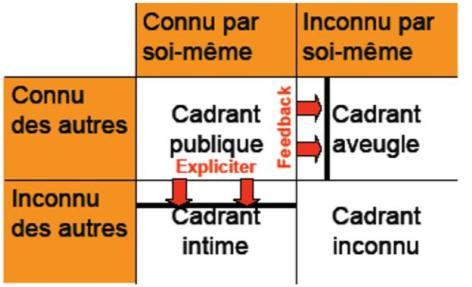 Connu par
soi-même
Inconnu par
soi-même
Connu
des autres
Cadrant
publique
Expliciter
Feedback
Cadrant
aveugle
Inconnu
des autres
Cadrant
intime
Cadrant
inconnu